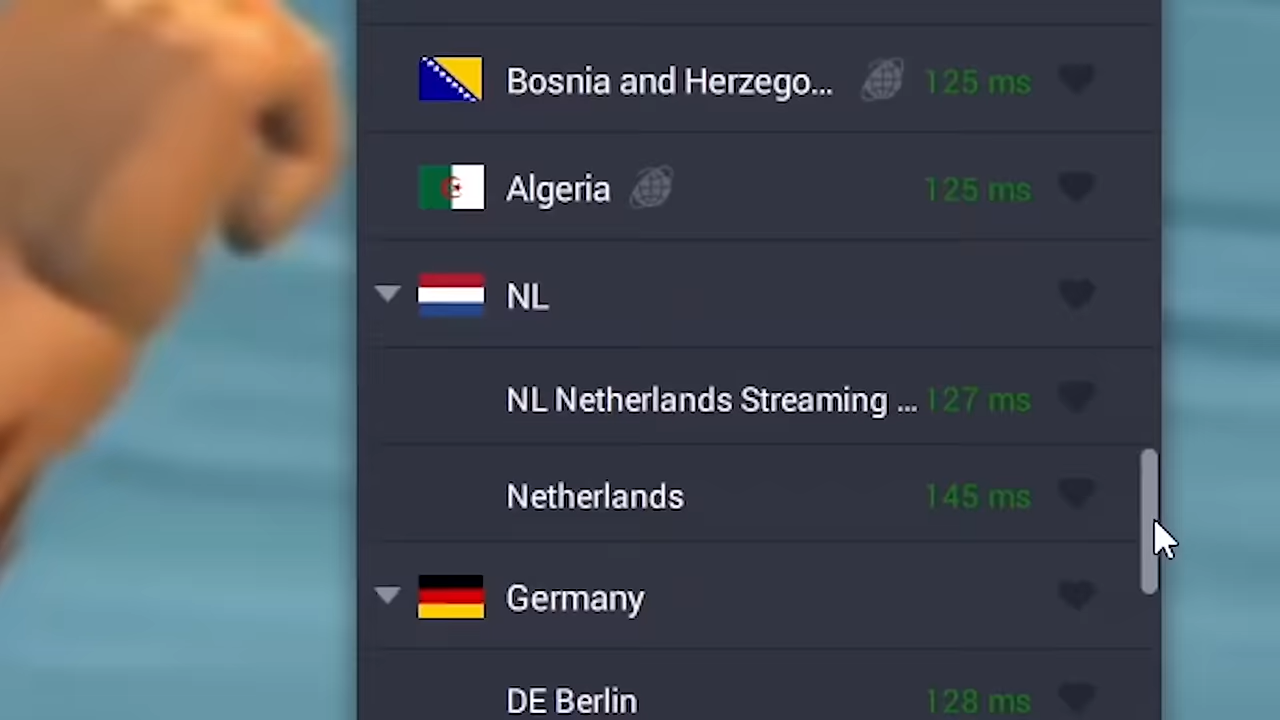 Bosnia and Herzego... 125 ms
Algeria 125 ms
NL
NL Netherlands Streaming ... 127 ms
Netherlands 145 ms
Germany
DE Berlin 128 ms